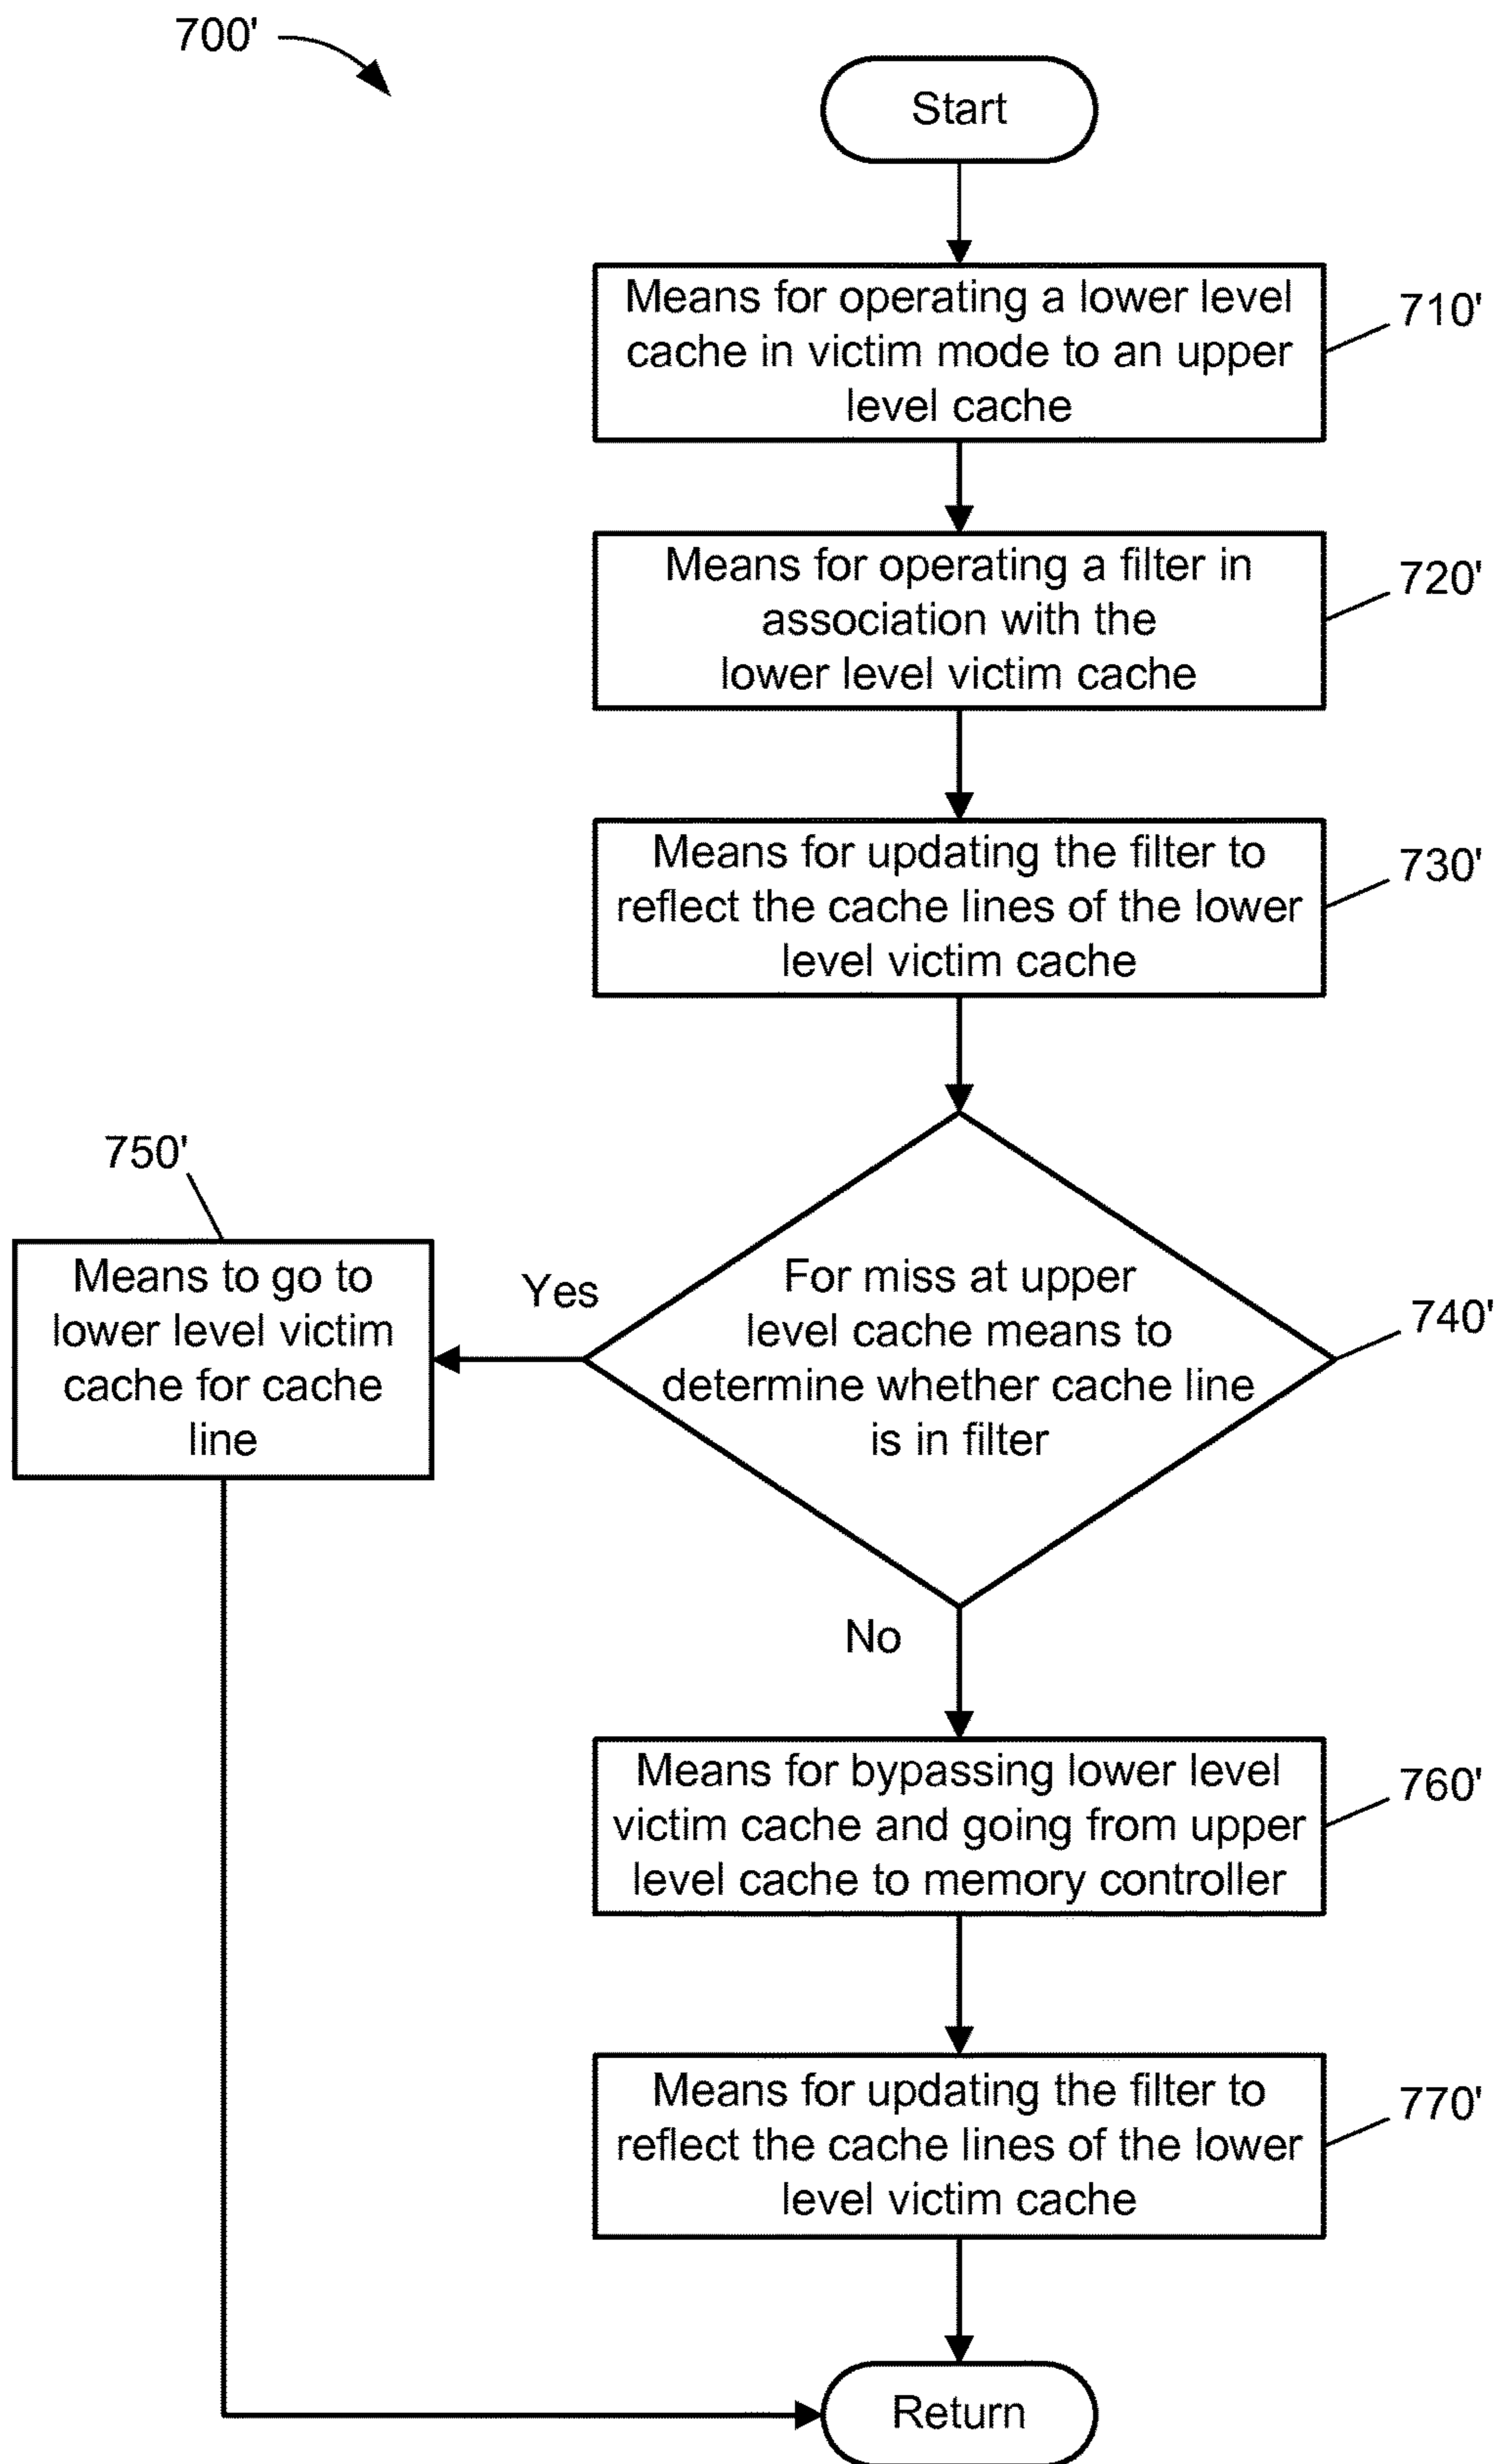 700'
Start
Means for operating a lower level
cache in victim mode to an upper
level cache
710'
Means for operating a filter in
association with the
lower level victim cache
720'
Means for updating the filter to
reflect the cache lines of the lower
level victim cache
730'
For miss at upper
level cache means to
determine whether cache line
is in filter
740'
Yes
750'
Means to go to
lower level victim
cache for cache
line
No
Means for bypassing lower level
victim cache and going from upper
level cache to memory controller
760'
Means for updating the filter to
reflect the cache lines of the lower
level victim cache
770'
Return